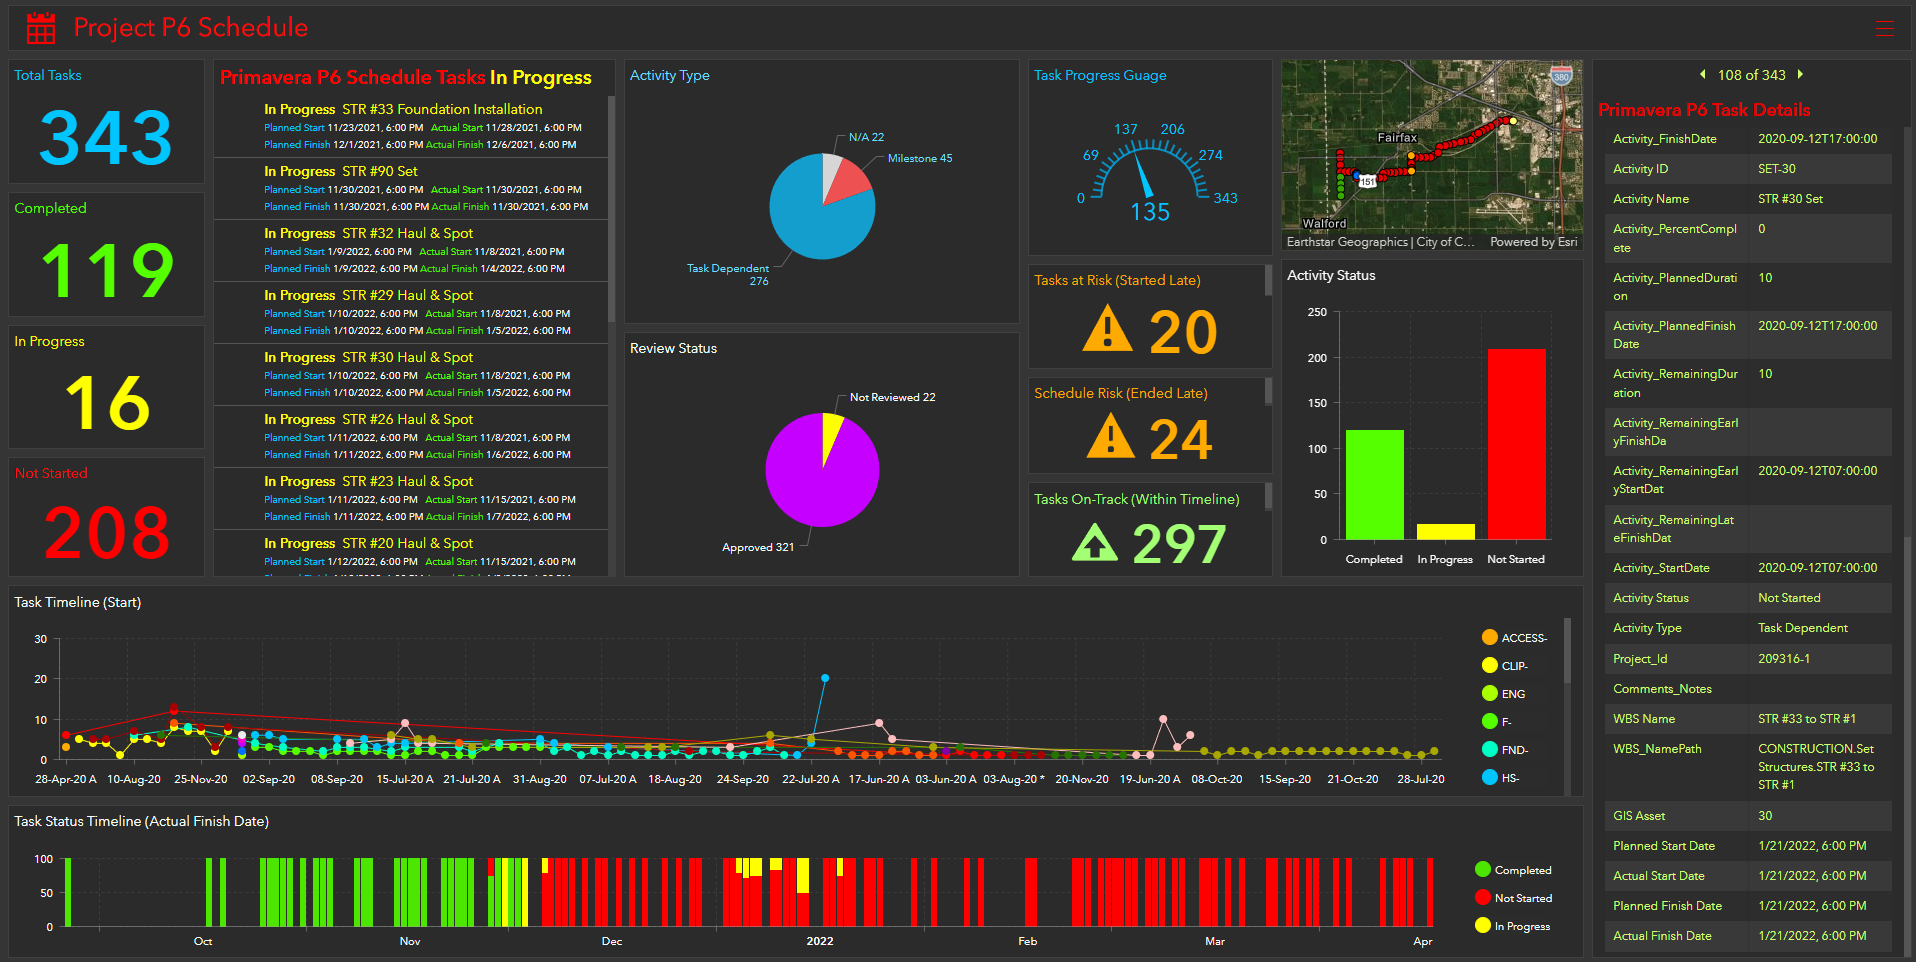 Project P6 Schedule
Total Tasks
343
Completed
119
In Progress
16
Not Started
208
Primavera P6 Schedule Tasks In Progress
In Progress STR #33 Foundation Installation
Planned Start 11/23/2021, 6:00 PM Actual Start 11/28/2021, 6:00 PM
Planned Finish 12/1/2021, 6:00 PM Actual Finish 12/6/2021, 6:00 PM
In Progress STR #90 Set
Planned Start 11/30/2021, 6:00 PM Actual Start 11/30/2021, 6:00 PM
Planned Finish 11/30/2021, 6:00 PM Actual Finish 11/30/2021, 6:00 PM
In Progress STR #32 Haul & Spot
Planned Start 1/9/2022, 6:00 PM Actual Start 11/8/2021, 6:00 PM
Planned Finish 1/9/2022, 6:00 PM Actual Finish 1/4/2022, 6:00 PM
In Progress STR #29 Haul & Spot
Planned Start 1/10/2022, 6:00 PM Actual Start 11/8/2021, 6:00 PM
Planned Finish 1/10/2022, 6:00 PM Actual Finish 1/5/2022, 6:00 PM
In Progress STR #30 Haul & Spot
Planned Start 1/10/2022, 6:00 PM Actual Start 11/8/2021, 6:00 PM
Planned Finish 1/10/2022, 6:00 PM Actual Finish 1/5/2022, 6:00 PM
In Progress STR #26 Haul & Spot
Planned Start 1/11/2022, 6:00 PM Actual Start 11/8/2021, 6:00 PM
Planned Finish 1/11/2022, 6:00 PM Actual Finish 1/6/2022, 6:00 PM
In Progress STR #23 Haul & Spot
Planned Start 1/11/2022, 6:00 PM Actual Start 11/15/2021, 6:00 PM
Planned Finish 1/11/2022, 6:00 PM Actual Finish 1/7/2022, 6:00 PM
In Progress STR #20 Haul & Spot
Planned Start 1/12/2022, 6:00 PM Actual Start 11/15/2021, 6:00 PM
Activity Type
N/A 22
Milestone 45
Task Dependent
276
Review Status
Not Reviewed 22
Approved 321
Task Progress Guage
0
69
137
206
274
343
135
Tasks at Risk (Started Late)
20
Schedule Risk (Ended Late)
24
Tasks On-Track (Within Timeline)
297
380
Fairfax
151
Walford
Earthstar Geographics | City of C... Powered by Esri
Activity Status
250
200
150
100
50
0
Completed In Progress Not Started
108 of 343
Primavera P6 Task Details
Activity_FinishDate 2020-09-12T17:00:00
Activity ID SET-30
Activity Name STR #30 Set
Activity_PercentCompl 0
ete
Activity_PlannedDurati 10
on
Activity_PlannedFinish 2020-09-12T17:00:00
Date
Activity_RemainingDur 10
ation
Activity_RemainingEarl
yFinishDa
Activity_RemainingEarl 2020-09-12T07:00:00
yStartDat
Activity_RemainingLat
eFinishDat
Activity_StartDate 2020-09-12T07:00:00
Activity Status Not Started
Activity Type Task Dependent
Project_Id 209316-1
Comments_Notes
WBS Name STR #33 to STR #1
WBS_NamePath CONSTRUCTION.Set
Structures.STR #33 to
STR #1
GIS Asset 30
Planned Start Date 1/21/2022, 6:00 PM
Actual Start Date 1/21/2022, 6:00 PM
Planned Finish Date 1/21/2022, 6:00 PM
Actual Finish Date 1/21/2022, 6:00 PM
Task Timeline (Start)
30
20
10
0
28-Apr-20 A 10-Aug-20 25-Nov-20 02-Sep-20 08-Sep-20 15-Jul-20 A 21-Jul-20 A 31-Aug-20 07-Jul-20 A 18-Aug-20 24-Sep-20 22-Jul-20 A 17-Jun-20 A 03-Jun-20 A 03-Aug-20 * 20-Nov-20 19-Jun-20 A 08-Oct-20 15-Sep-20 21-Oct-20 28-Jul-20
ACCESS-
CLIP-
ENG
F-
FND-
HS-
Task Status Timeline (Actual Finish Date)
100
50
0
Oct Nov Dec 2022 Feb Mar Apr
Completed
Not Started
In Progress